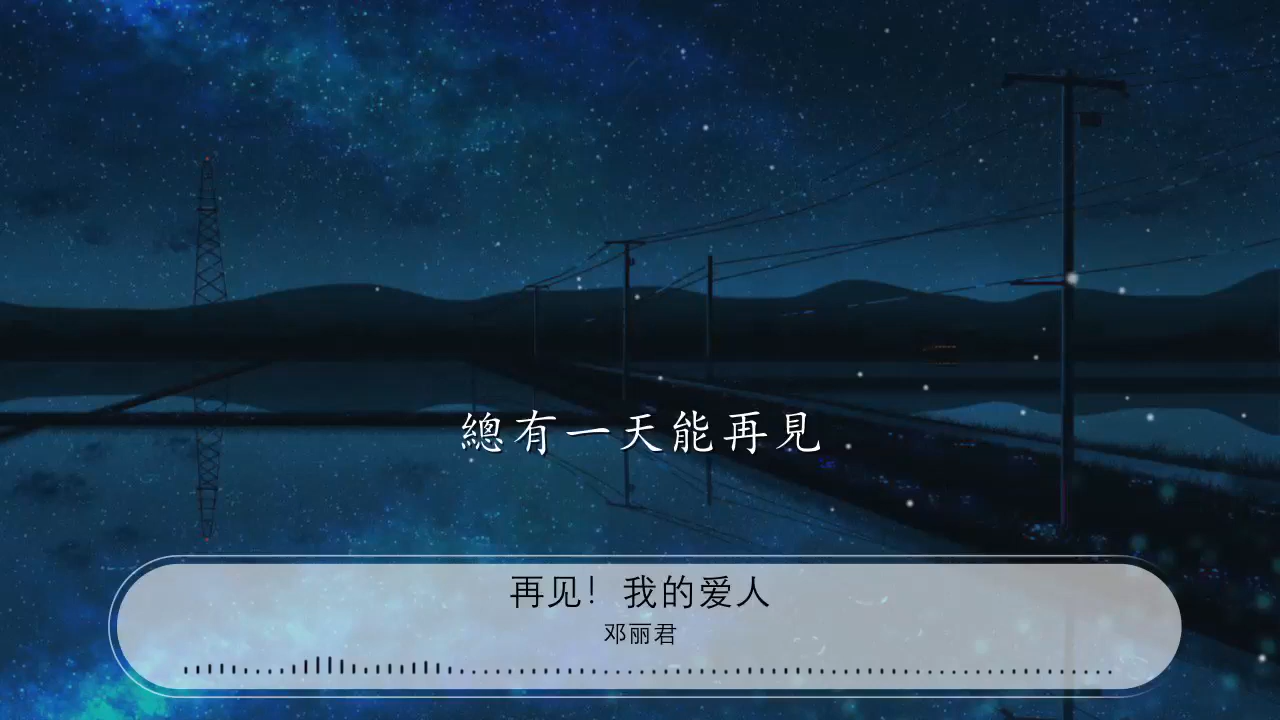 總有一天能再見
再见！我的爱人
邓丽君